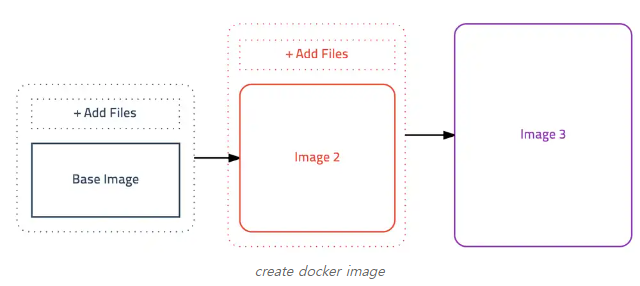 + Add Files
Base Image
+ Add Files
Image 2
Image 3
create docker image